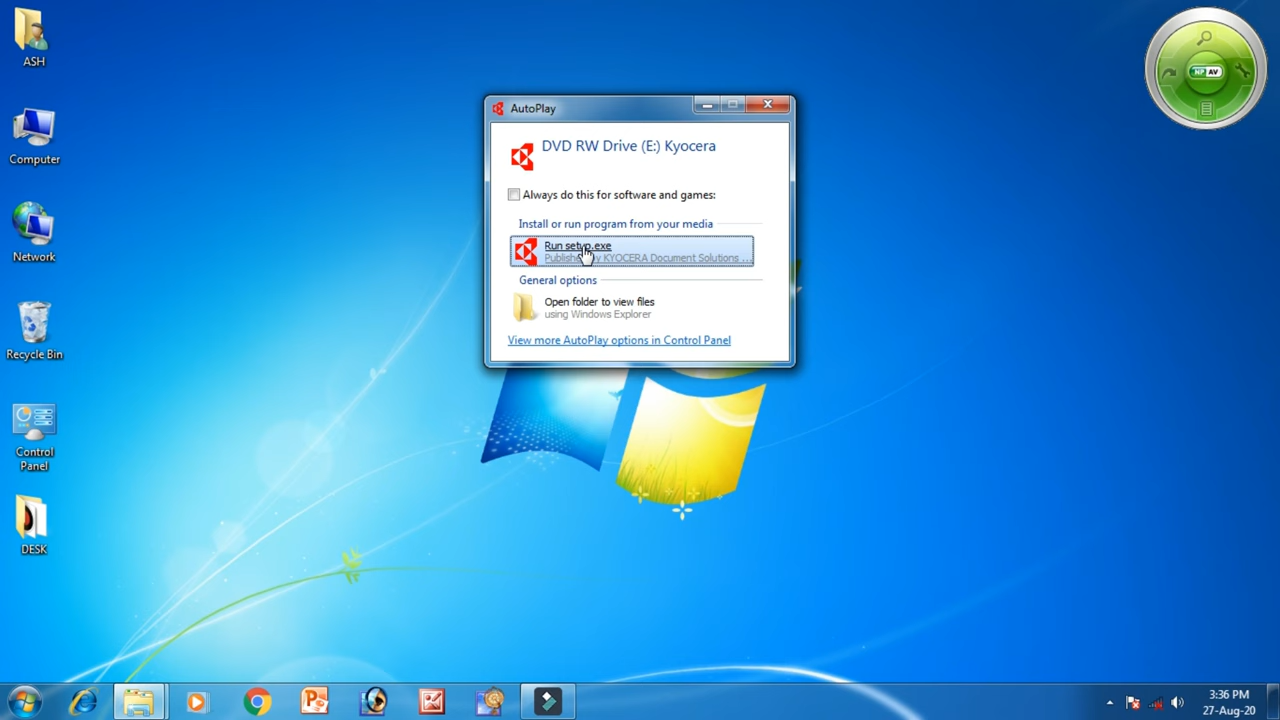 ASH
Computer
Network
Recycle Bin
Control
Panel
DESK
AutoPlay
DVD RW Drive (E:) Kyocera
Always do this for software and games:
Install or run program from your media
Run setup.exe
Published by KYOCERA Document Solutions ...
General options
Open folder to view files
using Windows Explorer
View more AutoPlay options in Control Panel
NP AV
3:36 PM
27-Aug-20